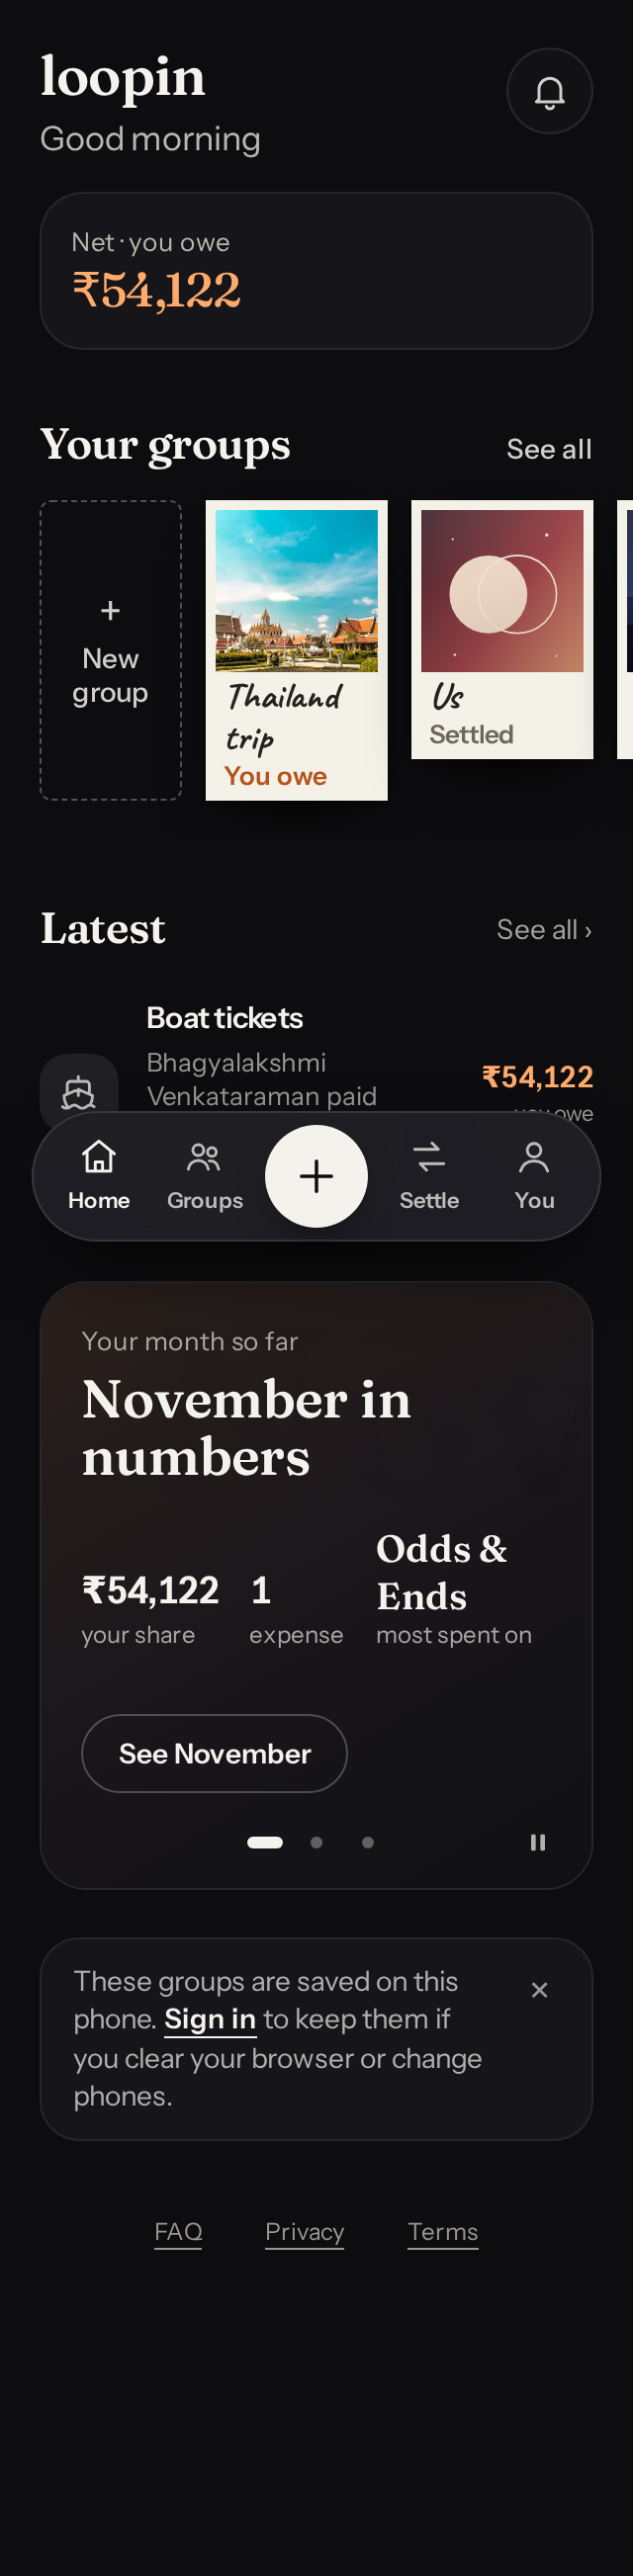 loopin
Good morning
Net · you owe
₹54,122
Your groups
See all
+
New
group
Thailand
trip
You owe
Us
Settled
Latest
See all ›
Boat tickets
Bhagyalakshmi
Venkataraman paid
₹54,122
you owe
Home
Groups
Settle
You
Your month so far
November in
numbers
₹54,122
your share
1
expense
Odds &
Ends
most spent on
See November
These groups are saved on this
phone. Sign in to keep them if
you clear your browser or change
phones.
FAQ
Privacy
Terms